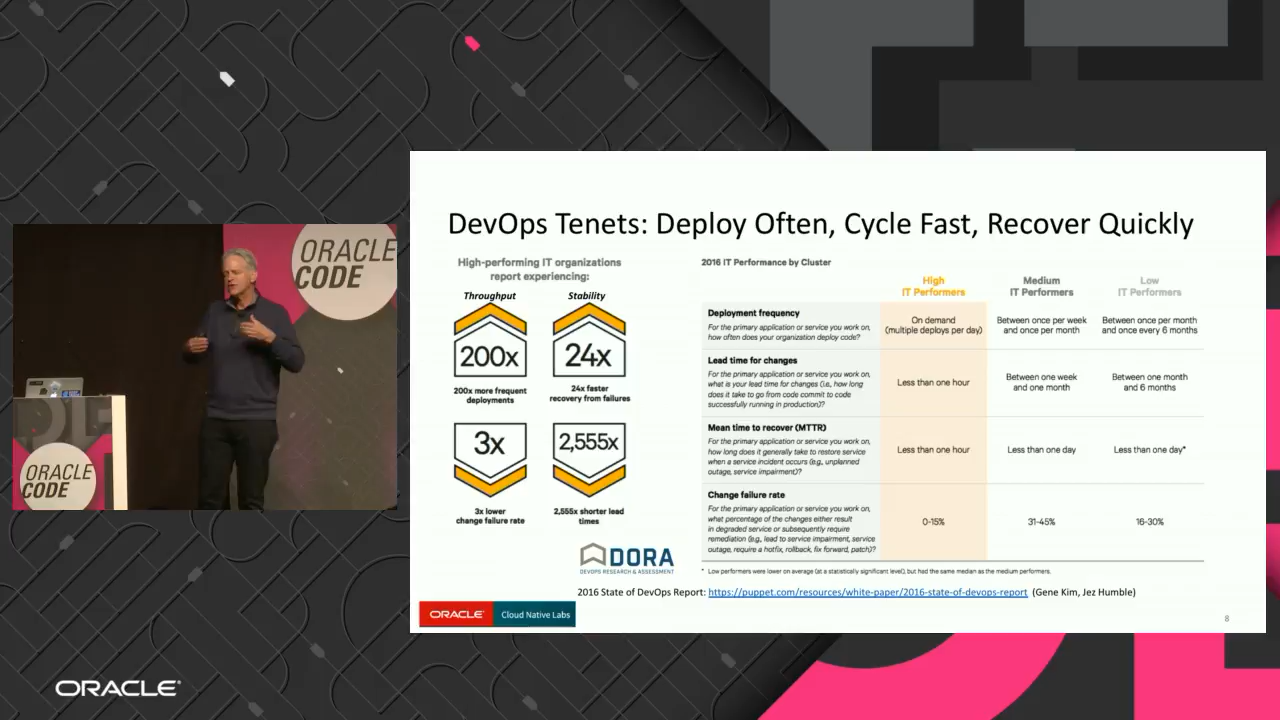 DevOps Tenets: Deploy Often, Cycle Fast, Recover Quickly
High-performing IT organizations
report experiencing:
Throughput
Stability
200x
24x
200x more frequent
deployments
24x faster
recovery from failures
3x
2,555x
3x lower
change failure rate
2,555x shorter lead
times
DORA
DEVOPS RESEARCH & ASSESSMENT
2016 IT Performance by Cluster
High
IT Performers
Medium
IT Performers
Low
IT Performers
Deployment frequency
For the primary application or service you work on,
how often does your organization deploy code?
On demand
(multiple deploys per day)
Between once per week
and once per month
Between once per month
and once every 6 months
Lead time for changes
For the primary application or service you work on,
what is your lead time for changes (i.e., how long
does it take to go from code commit to code
successfully running in production)?
Less than one hour
Between one week
and one month
Between one month
and 6 months
Mean time to recover (MTTR)
For the primary application or service you work on,
how long does it generally take to restore service
when a service incident occurs (e.g., unplanned
outage, service impairment)?
Less than one hour
Less than one day
Less than one day*
Change failure rate
For the primary application or service you work on,
what percentage of the changes either result
in degraded service or subsequently require
remediation (e.g., lead to service impairment, service
outage, require a hotfix, rollback, fix forward, patch)?
0-15%
31-45%
16-30%
* Low performers were lower on average (at a statistically significant level), but had the same median as the medium performers.
2016 State of DevOps Report: https://puppet.com/resources/white-paper/2016-state-of-devops-report (Gene Kim, Jez Humble)
ORACLE
Cloud Native Labs
8
ORACLE
CODE
ORACLE
CODE
ORACLE